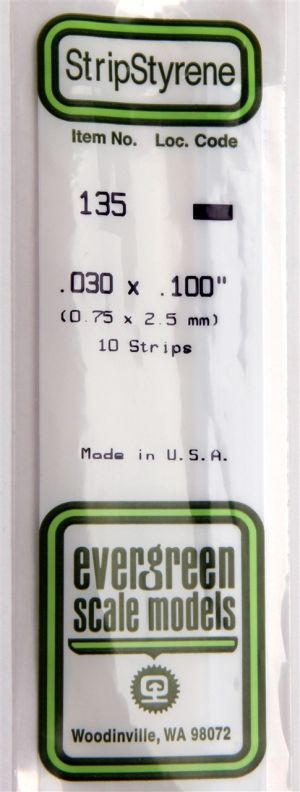 StripStyrene
Item No. Loc. Code
135
.030 x .100"
(0.75 x 2.5 mm)
10 Strips
Made in U.S.A.
evergreen
scale models
Woodinville, WA 98072